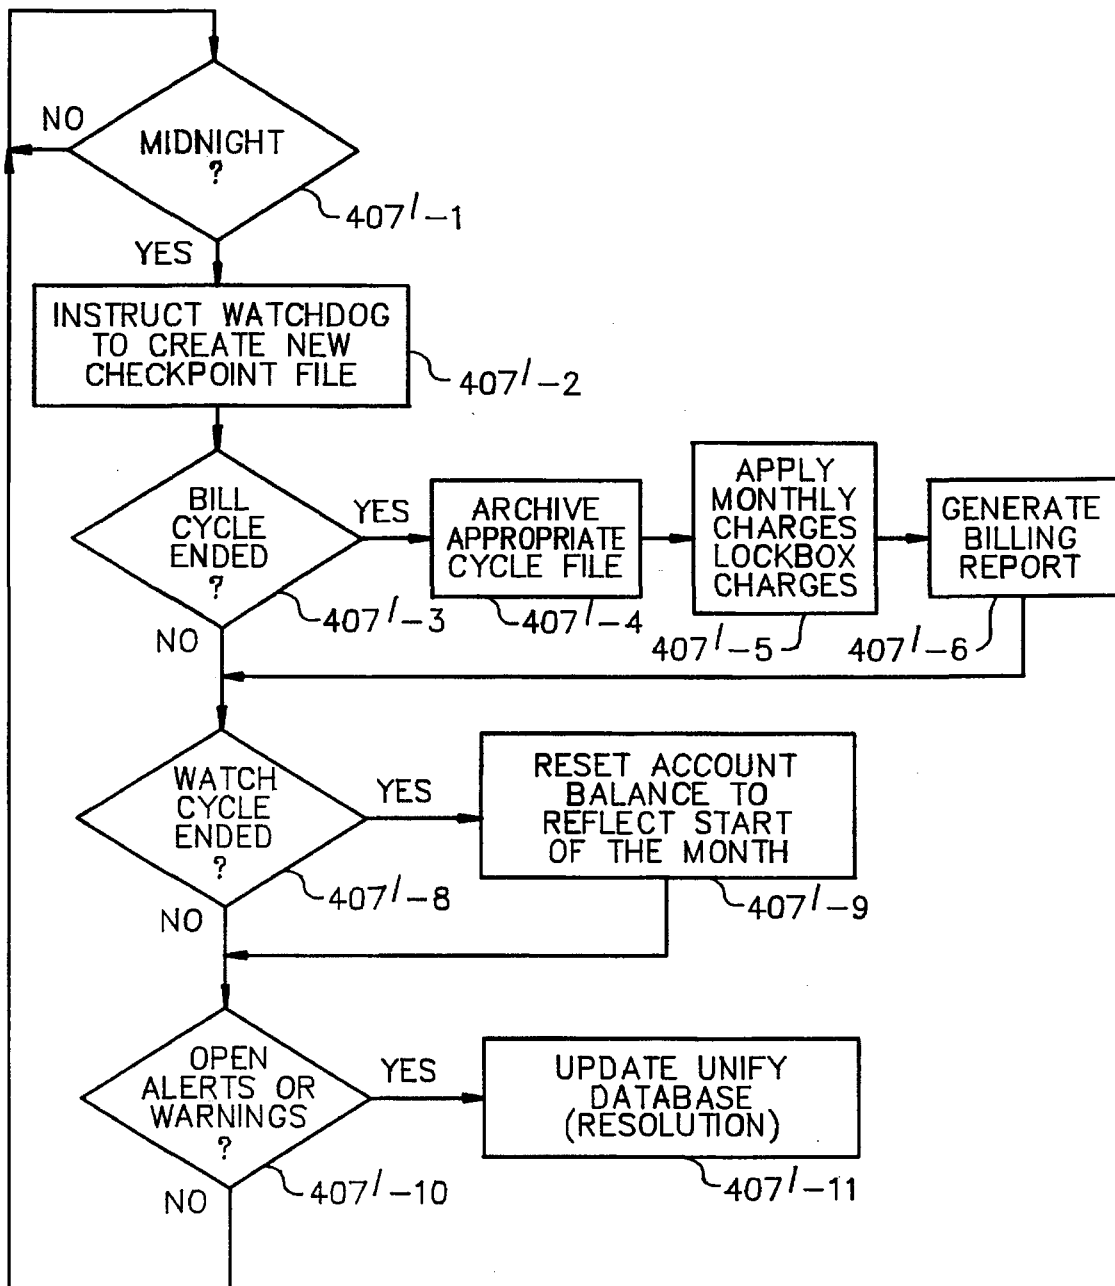 NO
MIDNIGHT
?
407'-1
YES
INSTRUCT WATCHDOG
TO CREATE NEW
CHECKPOINT FILE
407'-2
BILL
CYCLE
ENDED
?
YES
407'-3
NO
ARCHIVE
APPROPRIATE
CYCLE FILE
407'-4
APPLY
MONTHLY
CHARGES
LOCKBOX
CHARGES
407'-5
GENERATE
BILLING
REPORT
407'-6
WATCH
CYCLE
ENDED
?
YES
407'-8
NO
RESET ACCOUNT
BALANCE TO
REFLECT START
OF THE MONTH
407'-9
OPEN
ALERTS OR
WARNINGS
?
YES
407'-10
NO
UPDATE UNIFY
DATABASE
(RESOLUTION)
407'-11